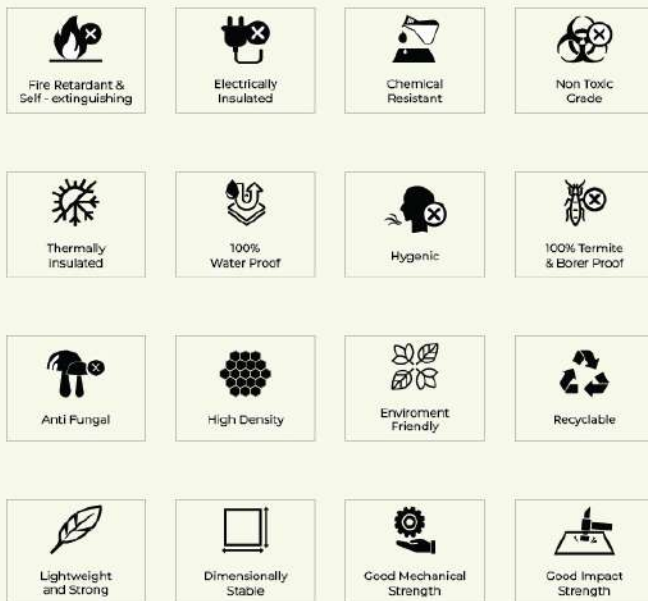 Fire Retardant &
Self - extinguishing
Electrically
Insulated
Chemical
Resistant
Non Toxic
Grade
Thermally
Insulated
100%
Water Proof
Hygenic
100% Termite
& Borer Proof
Anti Fungal
High Density
Enviroment
Friendly
Recyclable
Lightweight
and Strong
Dimensionally
Stable
Good Mechanical
Strength
Good Impact
Strength